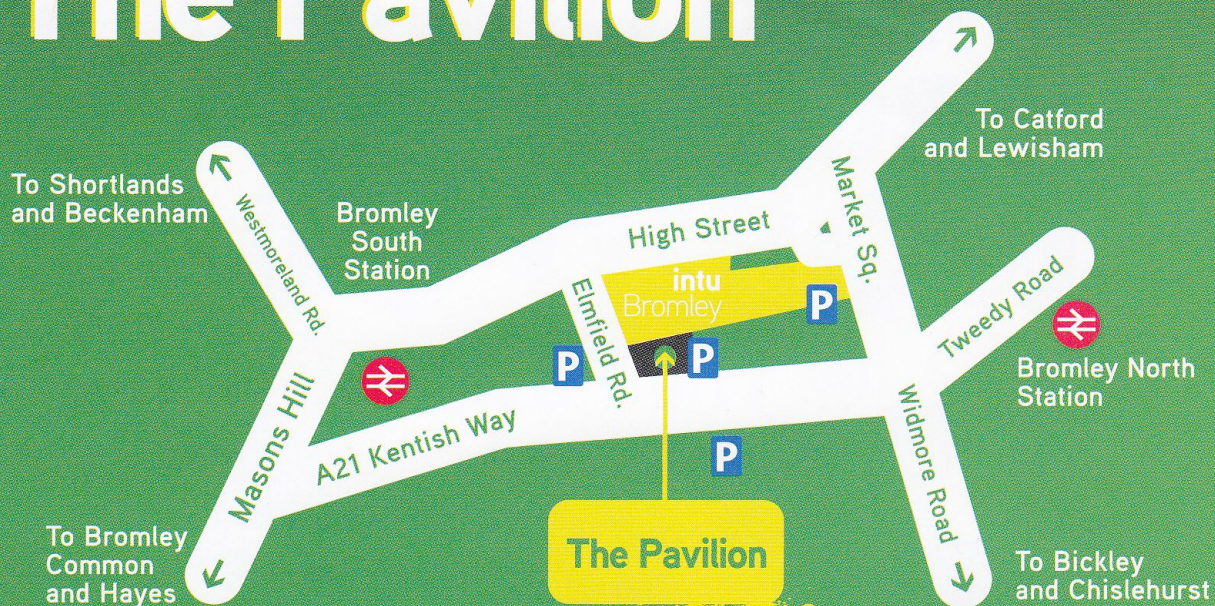 The Pavilion
To Catford
and Lewisham
To Shortlands
and Beckenham
Westmoreland Rd.
Bromley
South
Station
High Street
Market Sq.
intu
Bromley
P
Elmfield Rd.
P
P
Tweedy Road
Bromley North
Station
Masons Hill
A21 Kentish Way
P
Widmore Road
The Pavilion
To Bromley
Common
and Hayes
To Bickley
and Chislehurst